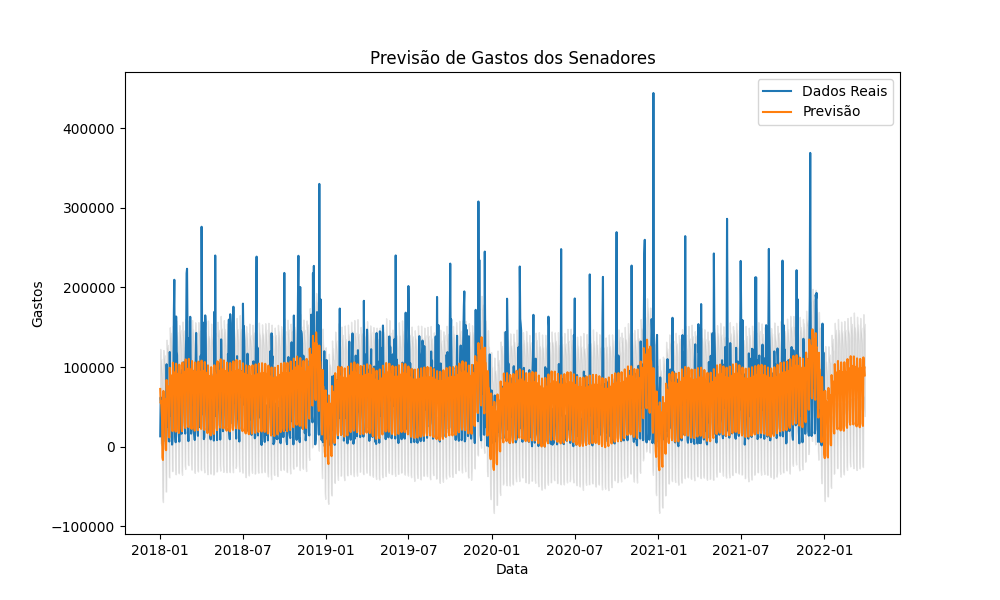 Previsão de Gastos dos Senadores
Dados Reais
Previsão
Gastos
400000
300000
200000
100000
0
−100000
2018-01 2018-07 2019-01 2019-07 2020-01 2020-07 2021-01 2021-07 2022-01
Data